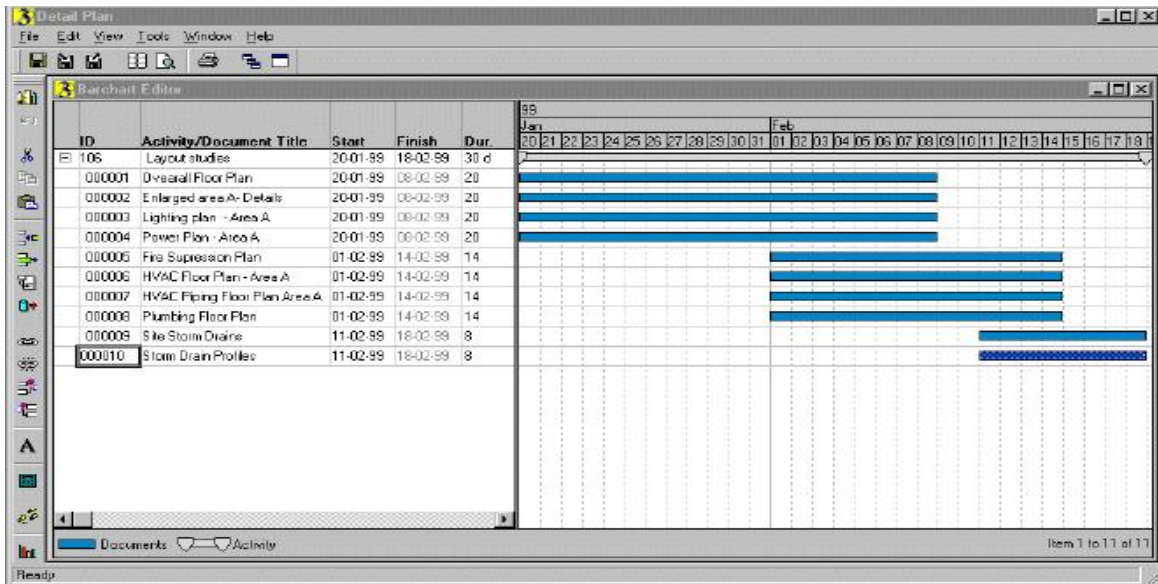 Detail Plan
File Edit View Tools Window Help
Barchart Editor
99
Jan Feb
ID Activity/Document Title Start Finish Dur. 20 21 22 23 24 25 26 27 28 29 30 31 01 02 03 04 05 06 07 08 09 10 11 12 13 14 15 16 17 18 1
106 Layout studies 20-01-99 18-02-99 30 d
000001 Ovearall Floor Plan 20-01-99 08-02-99 20
000002 Enlarged area A- Details 20-01-99 08-02-99 20
000003 Lighting plan - Area A 20-01-99 08-02-99 20
000004 Power Plan - Area A 20-01-99 08-02-99 20
000005 Fire Supression Plan 01-02-99 14-02-99 14
000006 HVAC Floor Plan - Area A 01-02-99 14-02-99 14
000007 HVAC Piping Floor Plan Area A 01-02-99 14-02-99 14
000008 Plumbing Floor Plan 01-02-99 14-02-99 14
000009 Site Storm Drains 11-02-99 18-02-99 8
000010 Storm Drain Profiles 11-02-99 18-02-99 8
Documents Activity Item 1 to 11 of 11
Ready